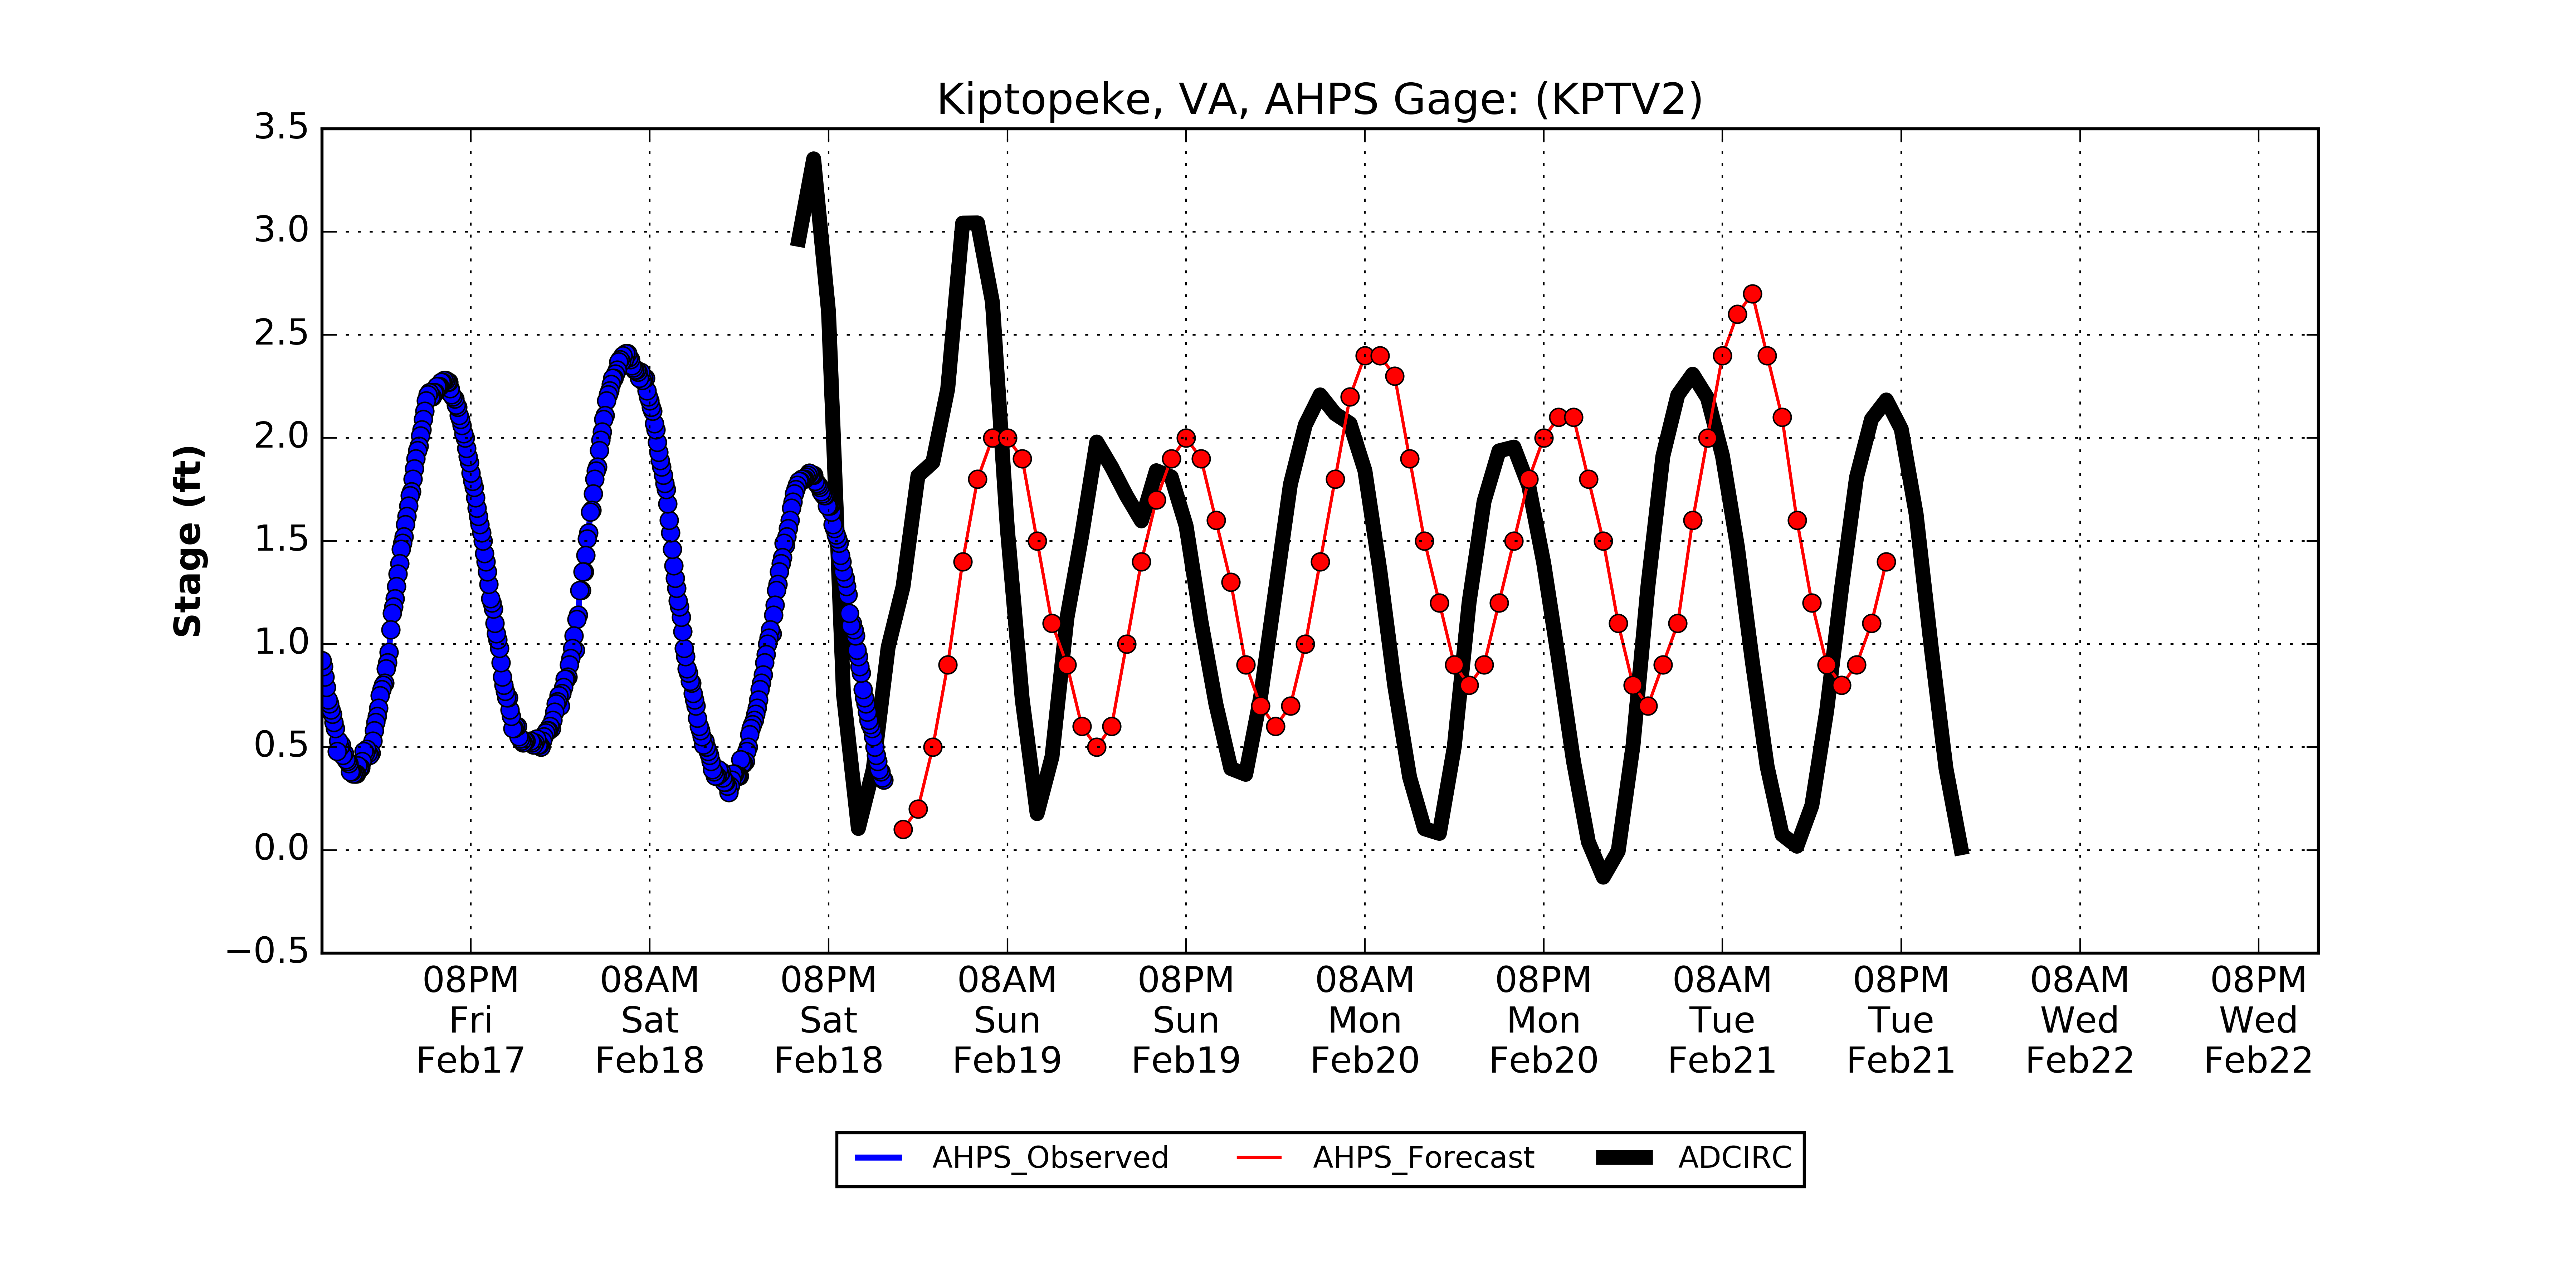 Kiptopeke, VA, AHPS Gage: (KPTV2)
3.5
3.0
2.5
2.0
1.5
1.0
0.5
0.0
−0.5
Stage (ft)
08PM 08AM 08PM 08AM 08PM 08AM 08PM 08AM 08PM 08AM 08PM
Fri Sat Sat Sun Sun Mon Mon Tue Tue Wed Wed
Feb17 Feb18 Feb18 Feb19 Feb19 Feb20 Feb20 Feb21 Feb21 Feb22 Feb22
AHPS_Observed AHPS_Forecast ADCIRC